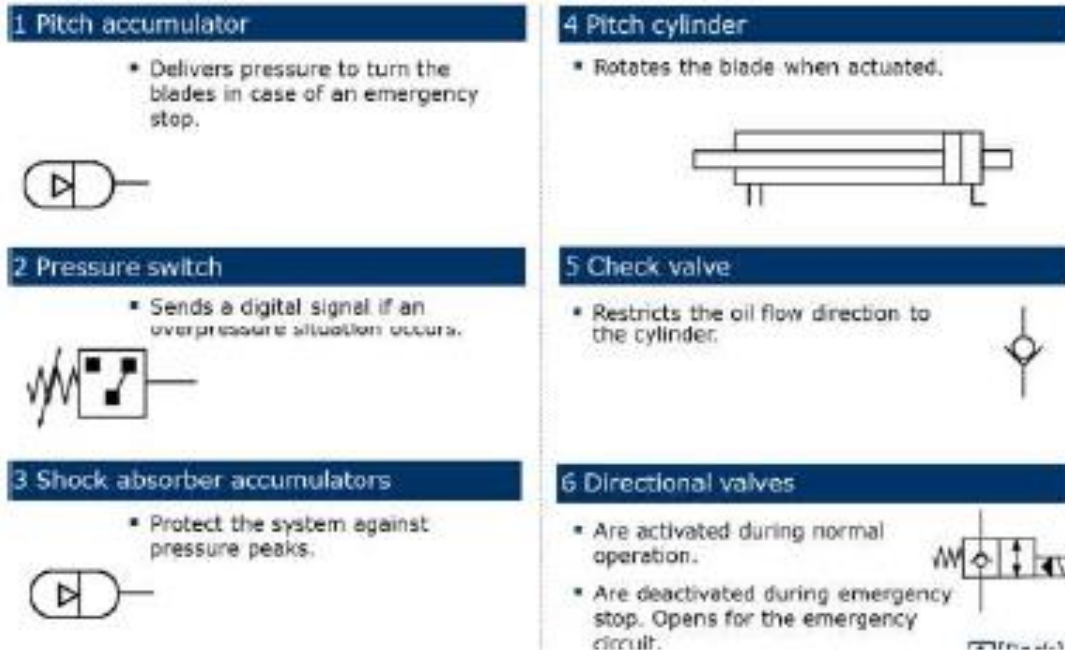 1 Pitch accumulator
▪ Delivers pressure to turn the
blades in case of an emergency
stop.
2 Pressure switch
▪ Sends a digital signal if an
overpressure situation occurs.
3 Shock absorber accumulators
▪ Protect the system against
pressure peaks.
4 Pitch cylinder
▪ Rotates the blade when actuated.
5 Check valve
▪ Restricts the oil flow direction to
the cylinder.
6 Directional valves
▪ Are activated during normal
operation.
▪ Are deactivated during emergency
stop. Opens for the emergency
circuit.